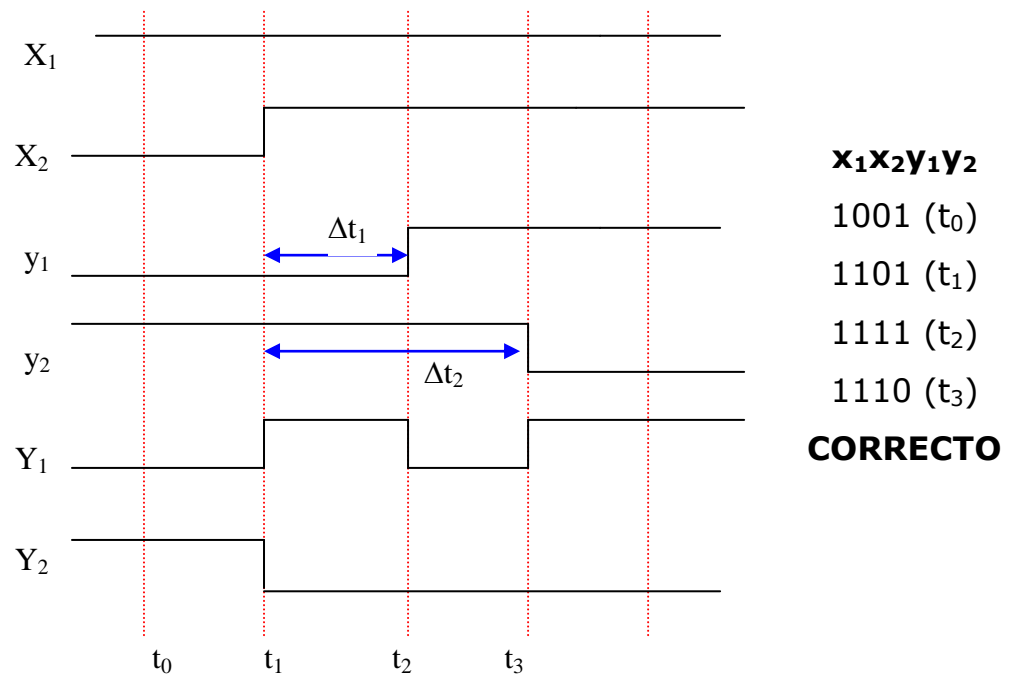 X₁
X₂
Δt₁
y₁
y₂
Δt₂
Y₁
Y₂
t₀ t₁ t₂ t₃
x₁x₂y₁y₂
1001 (t₀)
1101 (t₁)
1111 (t₂)
1110 (t₃)
CORRECTO